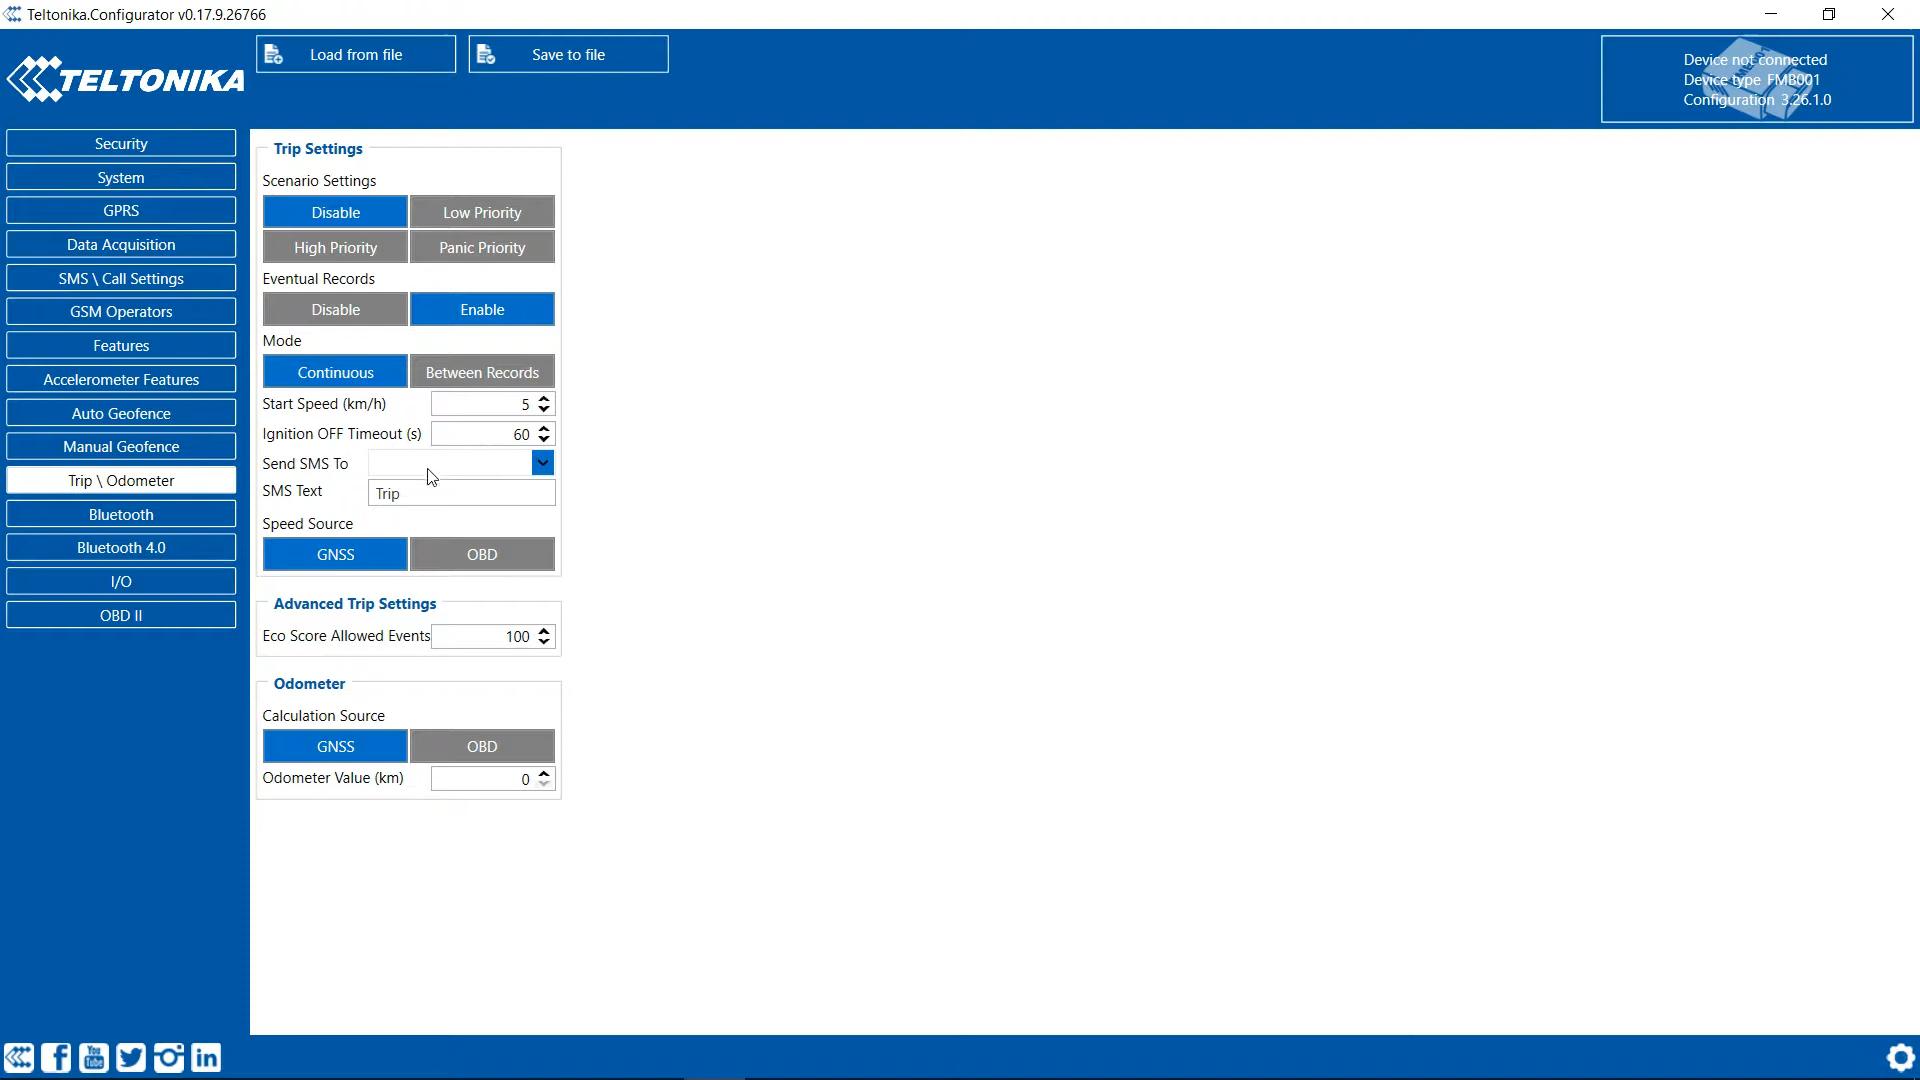 Teltonika.Configurator v0.17.9.26766
TELTONIKA
Load from file
Save to file
Device not connected
Device type FMB001
Configuration 3.26.1.0
Security
System
GPRS
Data Acquisition
SMS \ Call Settings
GSM Operators
Features
Accelerometer Features
Auto Geofence
Manual Geofence
Trip \ Odometer
Bluetooth
Bluetooth 4.0
I/O
OBD II
Trip Settings
Scenario Settings
Disable
Low Priority
High Priority
Panic Priority
Eventual Records
Disable
Enable
Mode
Continuous
Between Records
Start Speed (km/h) 5
Ignition OFF Timeout (s) 60
Send SMS To
SMS Text Trip
Speed Source
GNSS
OBD
Advanced Trip Settings
Eco Score Allowed Events 100
Odometer
Calculation Source
GNSS
OBD
Odometer Value (km) 0
You
Tube
in